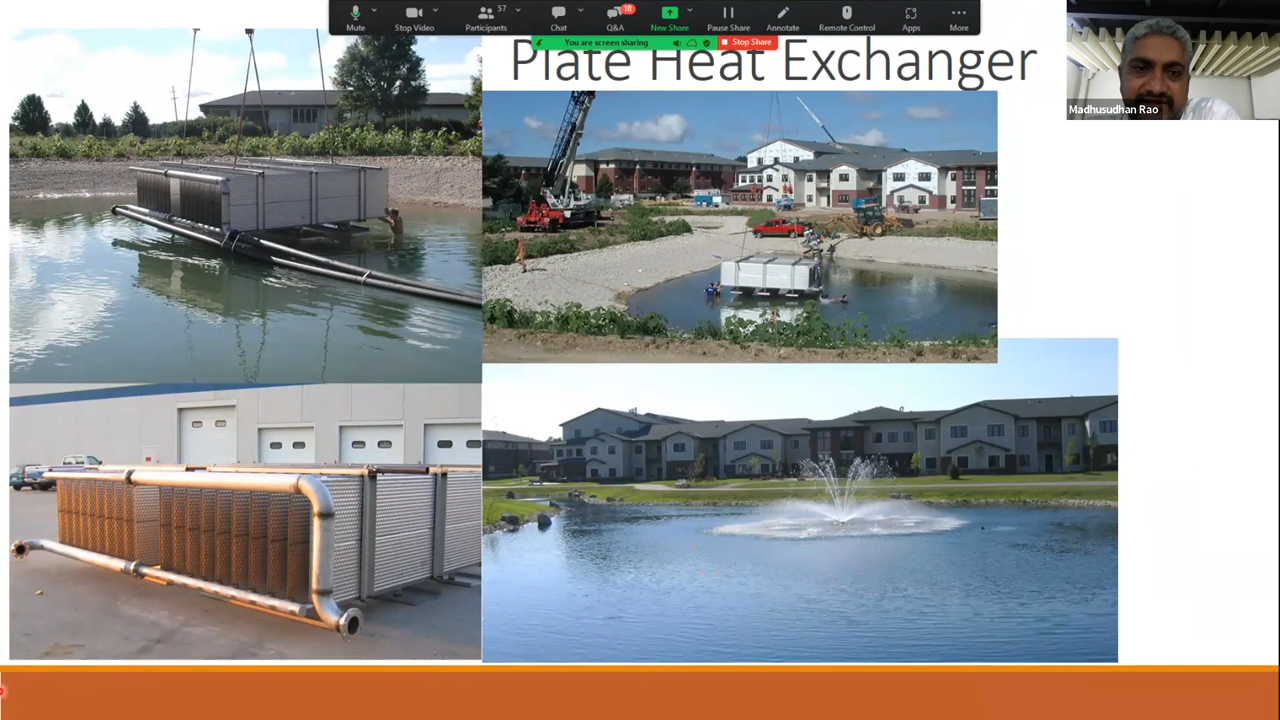 57
18
Mute
Stop Video
Participants
Chat
Q&A
New Share
Pause Share
Annotate
Remote Control
Apps
More
You are screen sharing
Stop Share
Plate Heat Exchanger
Madhusudhan Rao